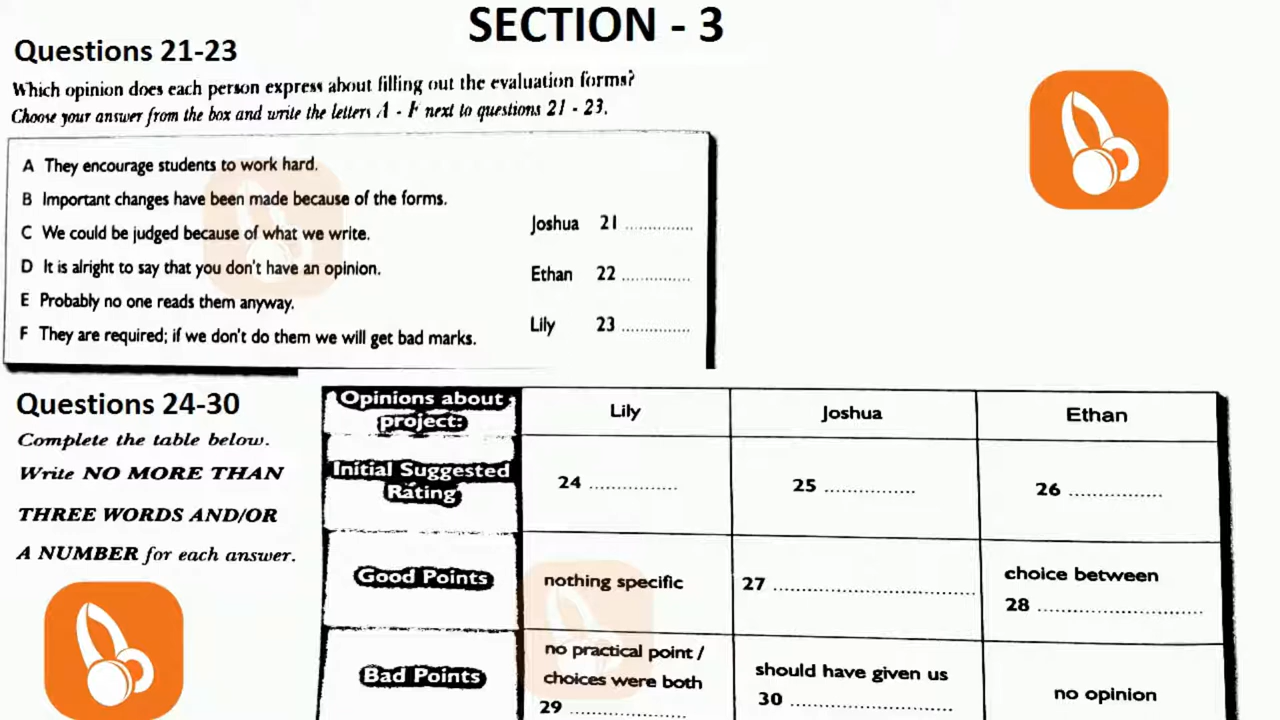 SECTION - 3
Questions 21-23
Which opinion does each person express about filling out the evaluation forms?
Choose your answer from the box and write the letters A - F next to questions 21 - 23.
A They encourage students to work hard.
B Important changes have been made because of the forms.
C We could be judged because of what we write.
D It is alright to say that you don't have an opinion.
E Probably no one reads them anyway.
F They are required; if we don't do them we will get bad marks.
Joshua 21 ..............
Ethan 22 ..............
Lily 23 ..............
Questions 24-30
Complete the table below.
Write NO MORE THAN
THREE WORDS AND/OR
A NUMBER for each answer.
Opinions about
project:
Lily
Joshua
Ethan
Initial Suggested
Rating
24 ..............
25 ..............
26 ..............
Good Points
nothing specific
27 ..............................
choice between
28 ........................
Bad Points
no practical point /
choices were both
29 .................
should have given us
30 ........................
no opinion